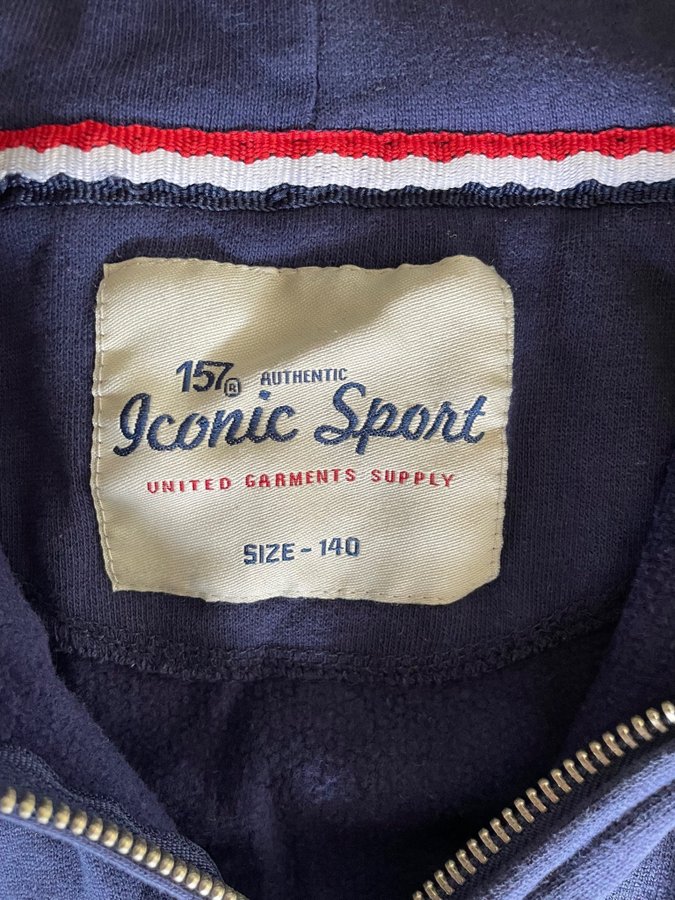 157® AUTHENTIC
Iconic Sport
UNITED GARMENTS SUPPLY
SIZE - 140